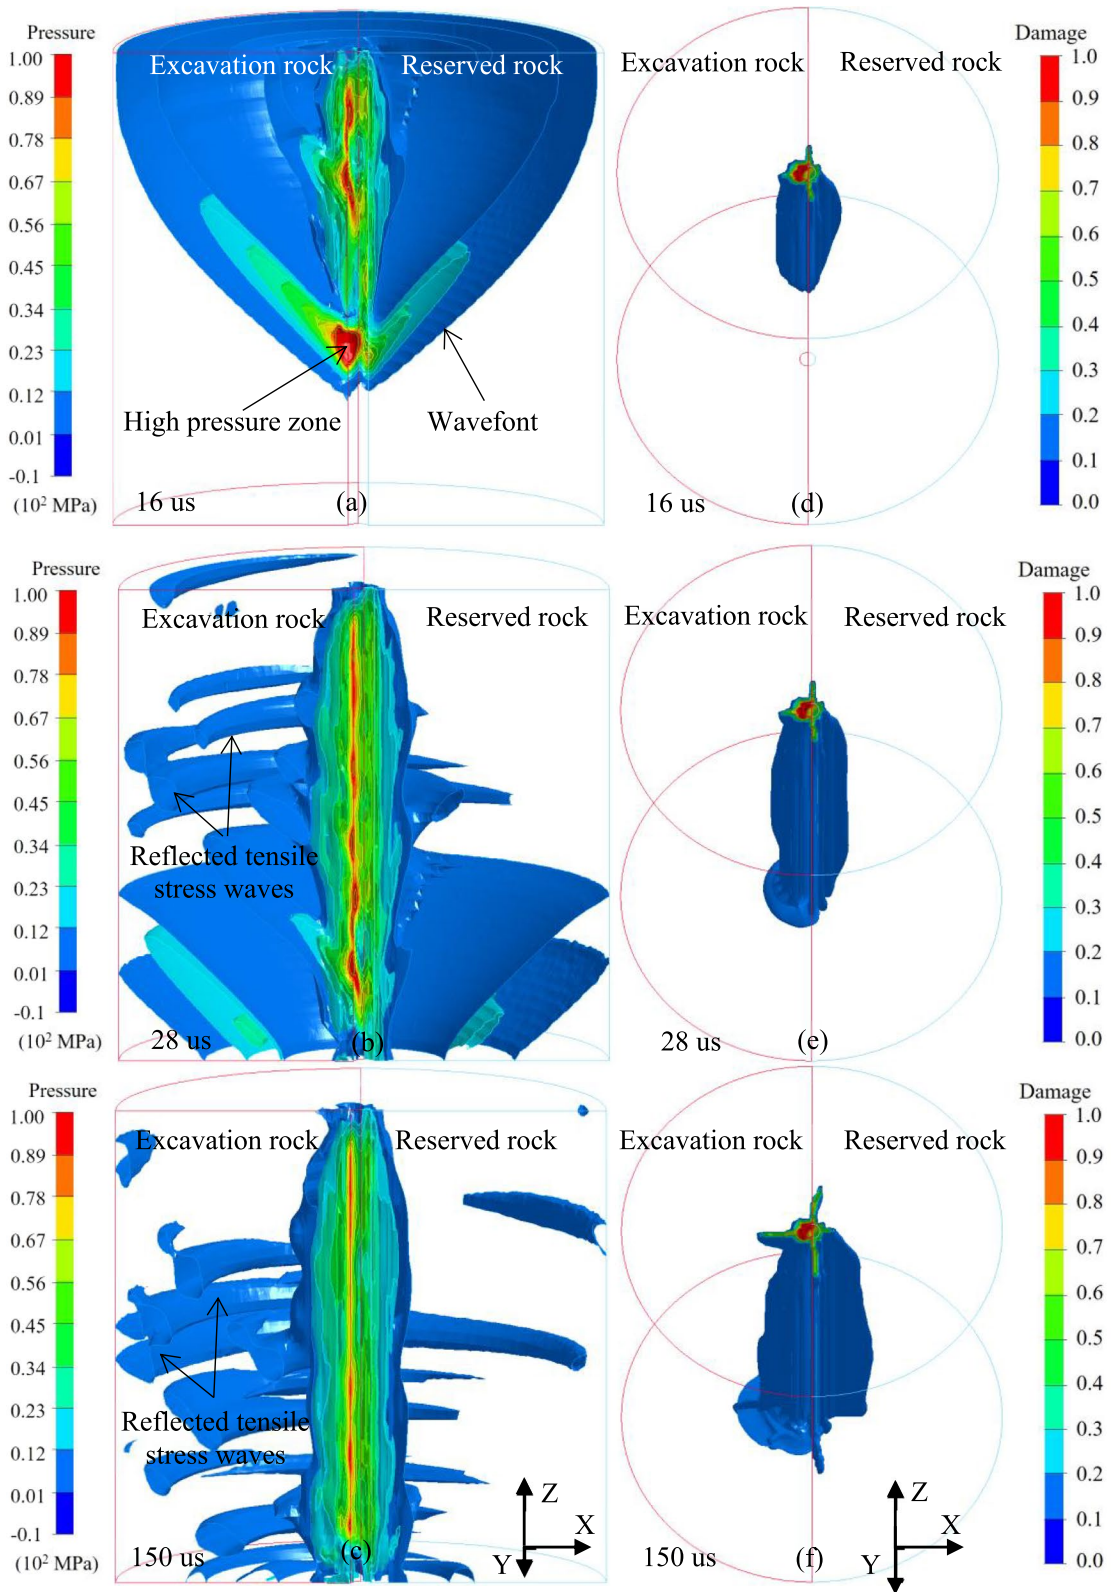 Pressure
1.00
0.89
0.78
0.67
0.56
0.45
0.34
0.23
0.12
0.01
-0.1
(10² MPa)
Excavation rock
Reserved rock
High pressure zone
Wavefont
16 us
(a)
Excavation rock
Reserved rock
16 us
(d)
Damage
1.0
0.9
0.8
0.7
0.6
0.5
0.4
0.3
0.2
0.1
0.0
Pressure
1.00
0.89
0.78
0.67
0.56
0.45
0.34
0.23
0.12
0.01
-0.1
(10² MPa)
Excavation rock
Reserved rock
Reflected tensile
stress waves
28 us
(b)
Excavation rock
Reserved rock
28 us
(e)
Damage
1.0
0.9
0.8
0.7
0.6
0.5
0.4
0.3
0.2
0.1
0.0
Pressure
1.00
0.89
0.78
0.67
0.56
0.45
0.34
0.23
0.12
0.01
-0.1
(10² MPa)
Excavation rock
Reserved rock
Reflected tensile
stress waves
150 us
(c)
Z
X
Y
Excavation rock
Reserved rock
150 us
(f)
Z
X
Y
Damage
1.0
0.9
0.8
0.7
0.6
0.5
0.4
0.3
0.2
0.1
0.0